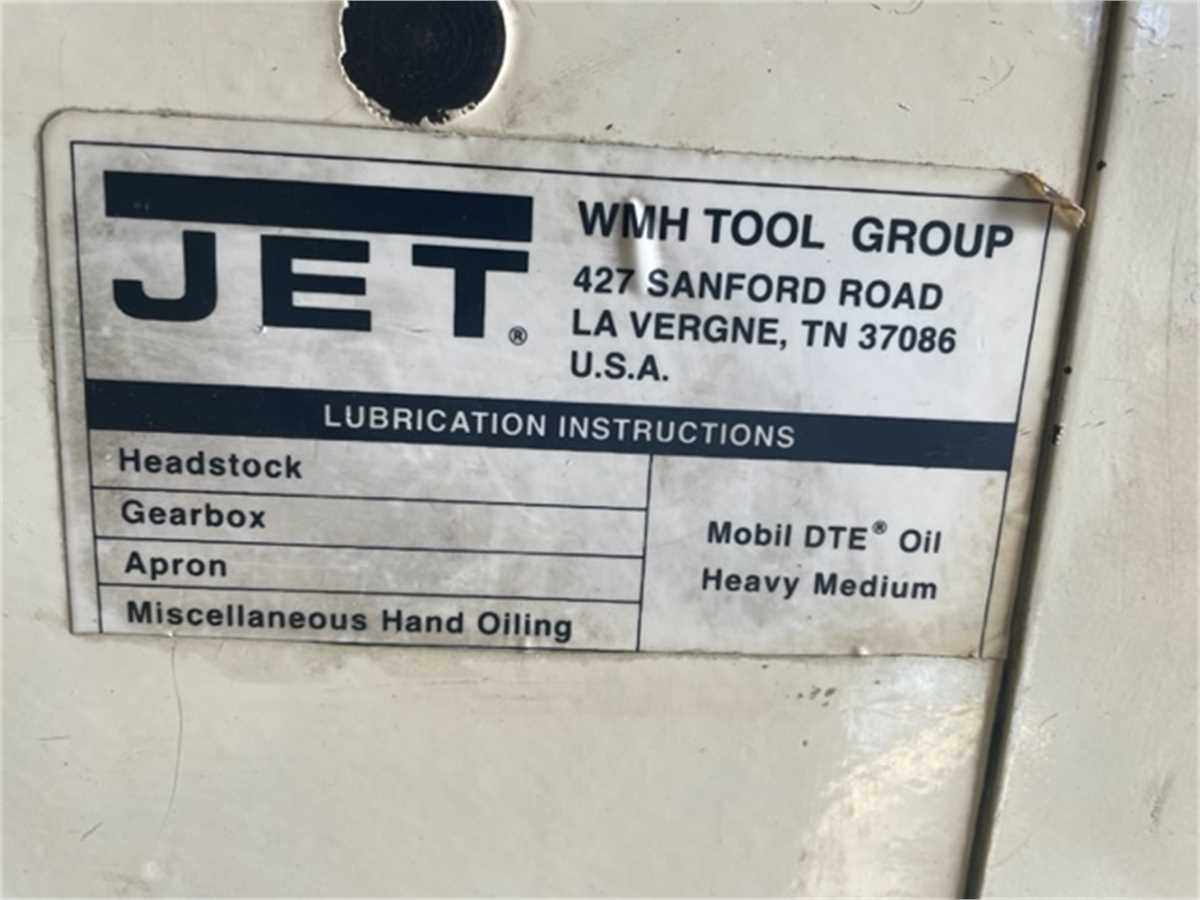 JET®
WMH TOOL GROUP
427 SANFORD ROAD
LA VERGNE, TN 37086
U.S.A.
LUBRICATION INSTRUCTIONS
Headstock
Gearbox
Apron
Miscellaneous Hand Oiling
Mobil DTE® Oil
Heavy Medium